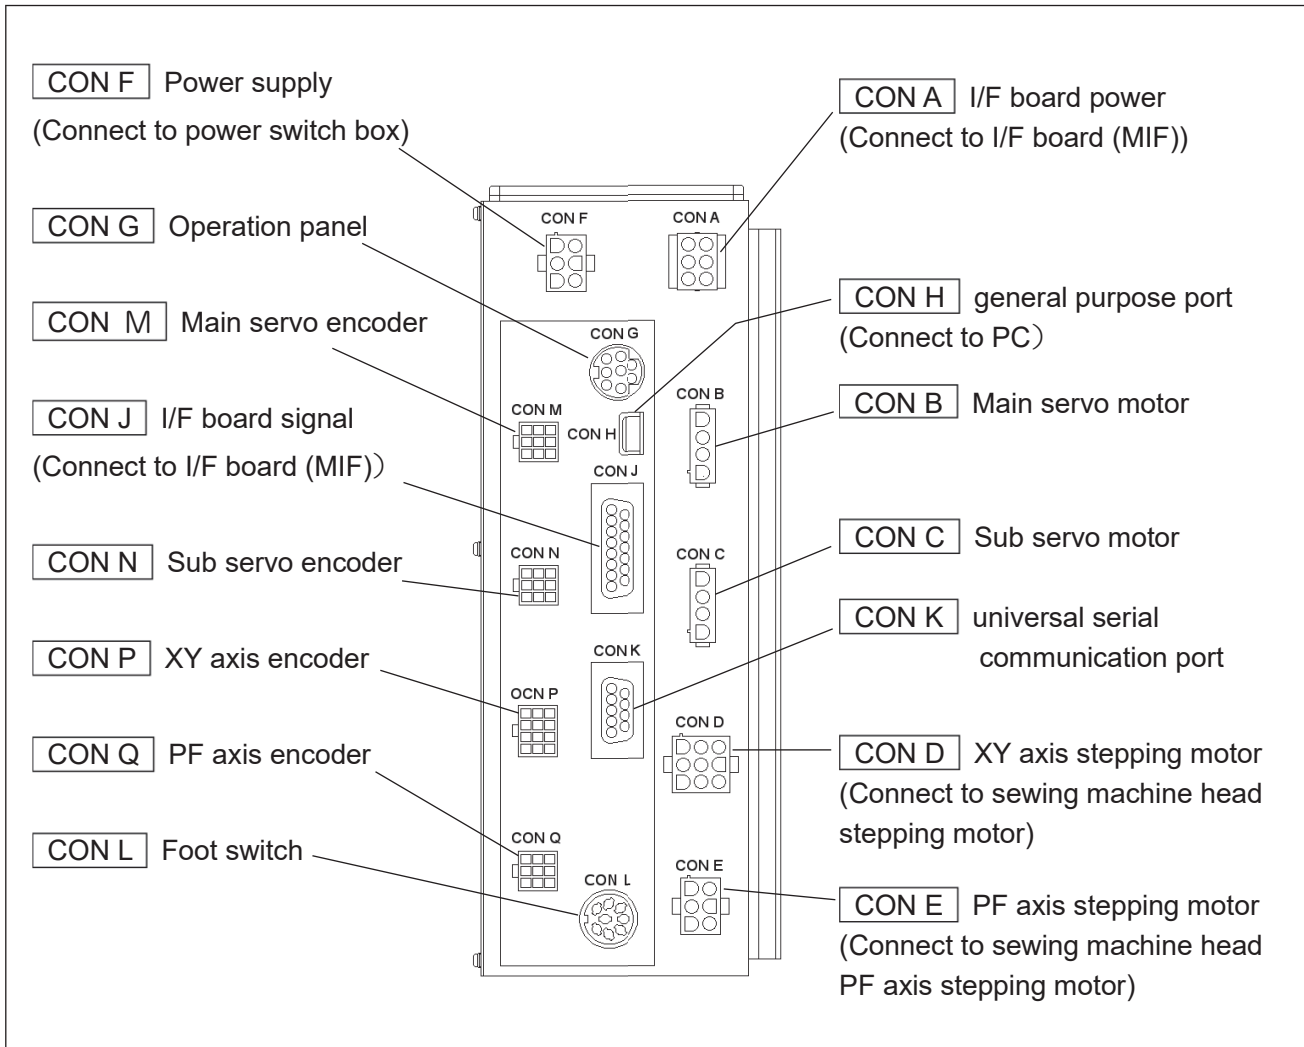 CON F Power supply
(Connect to power switch box)
CON G Operation panel
CON M Main servo encoder
CON J I/F board signal
(Connect to I/F board (MIF)）
CON N Sub servo encoder
CON P XY axis encoder
CON Q PF axis encoder
CON L Foot switch
CON F
CON A
CON G
CON B
CON M
CON H
CON J
CON N
CON C
CON K
OCN P
CON D
CON Q
CON E
CON L
CON A I/F board power
(Connect to I/F board (MIF))
CON H general purpose port
(Connect to PC）
CON B Main servo motor
CON C Sub servo motor
CON K universal serial
communication port
CON D XY axis stepping motor
(Connect to sewing machine head
stepping motor)
CON E PF axis stepping motor
(Connect to sewing machine head
PF axis stepping motor)